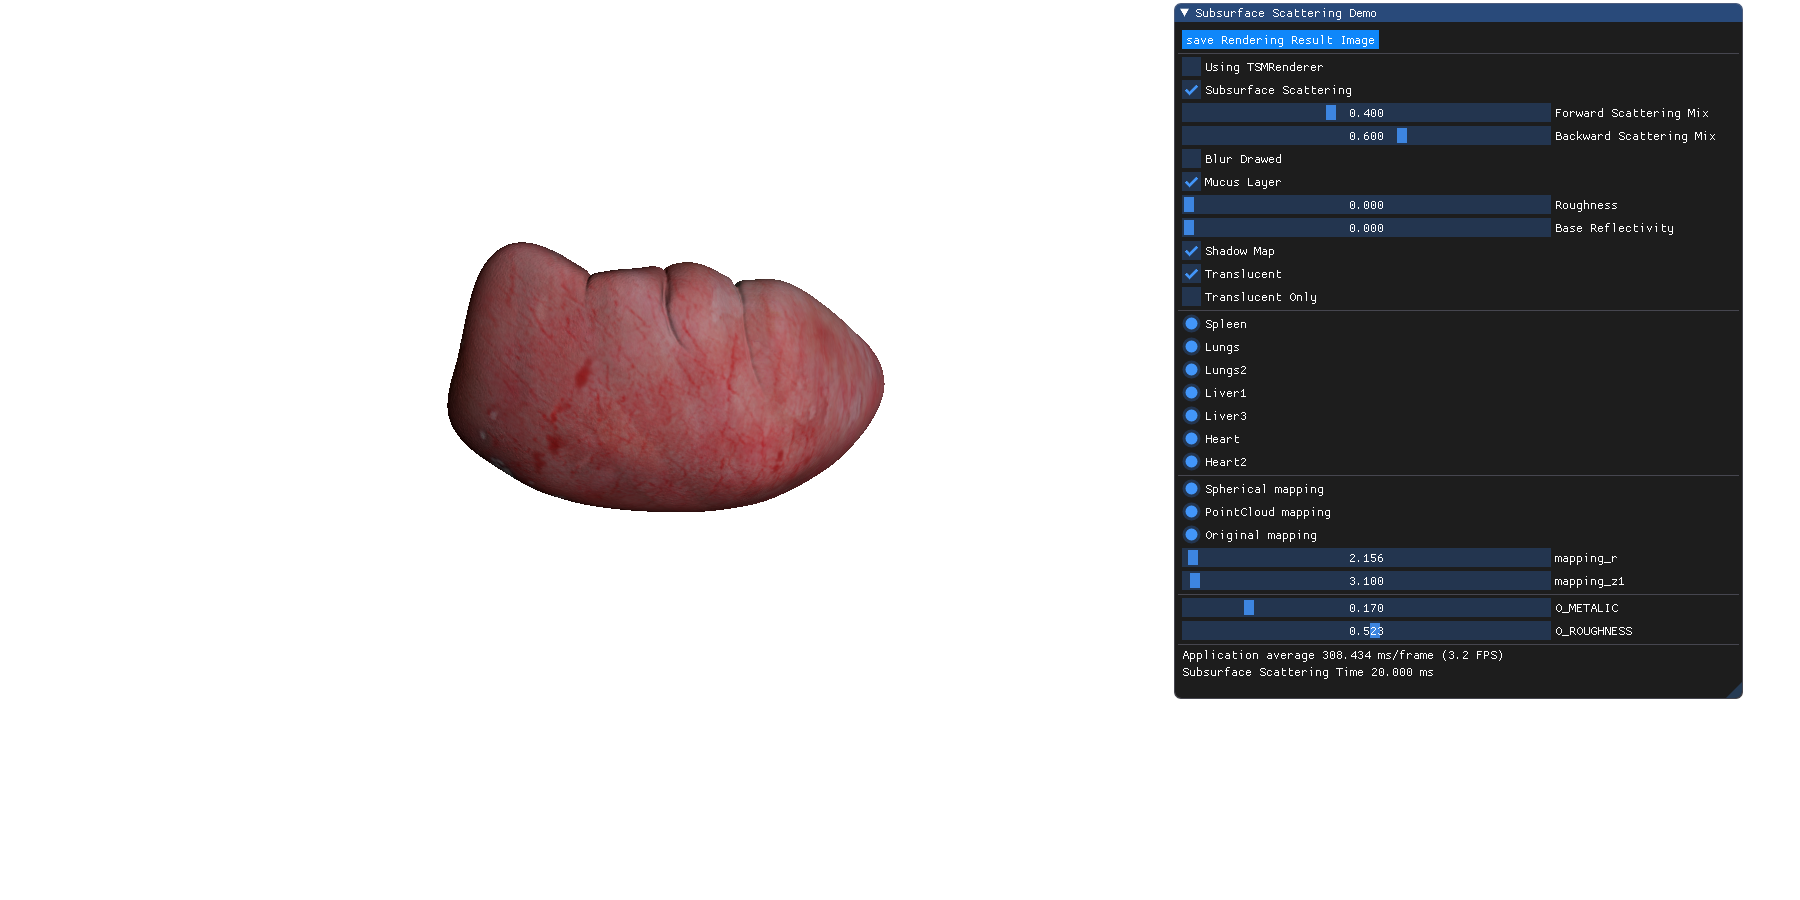 Subsurface Scattering Demo
save Rendering Result Image
Using TSMRenderer
Subsurface Scattering
0.400 Forward Scattering Mix
0.600 Backward Scattering Mix
Blur Drawed
Mucus Layer
0.000 Roughness
0.000 Base Reflectivity
Shadow Map
Translucent
Translucent Only
Spleen
Lungs
Lungs2
Liver1
Liver3
Heart
Heart2
Spherical mapping
PointCloud mapping
Original mapping
2.156 mapping_r
3.100 mapping_z1
0.170 O_METALIC
0.523 O_ROUGHNESS
Application average 308.434 ms/frame (3.2 FPS)
Subsurface Scattering Time 20.000 ms